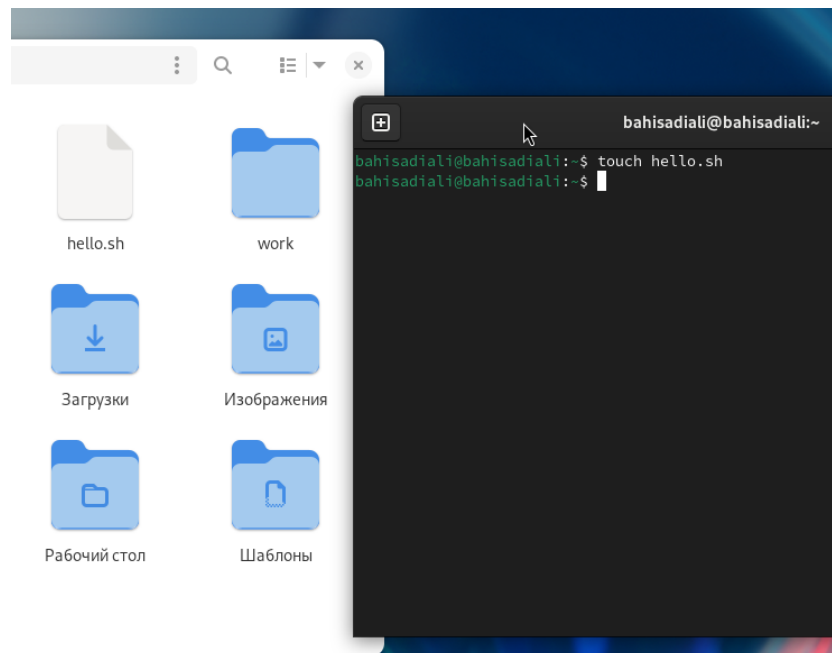 hello.sh
work
Загрузки
Изображения
Рабочий стол
Шаблоны
bahisadiali@bahisadiali:~
bahisadiali@bahisadiali:~$ touch hello.sh
bahisadiali@bahisadiali:~$